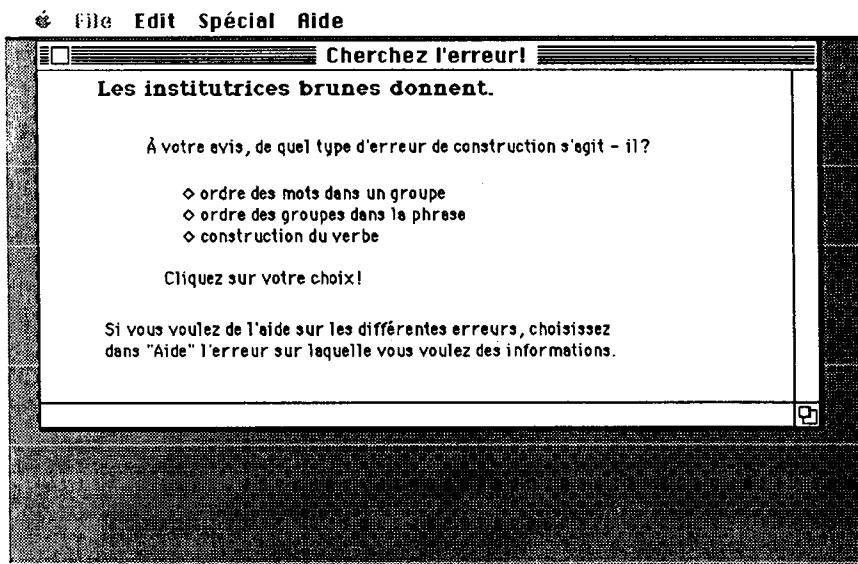 File Edit Spécial Aide
Cherchez l'erreur!
Les institutrices brunes donnent.
À votre avis, de quel type d'erreur de construction s'agit - il?
◇ ordre des mots dans un groupe
◇ ordre des groupes dans la phrase
◇ construction du verbe
Cliquez sur votre choix!
Si vous voulez de l'aide sur les différentes erreurs, choisissez
dans "Aide" l'erreur sur laquelle vous voulez des informations.